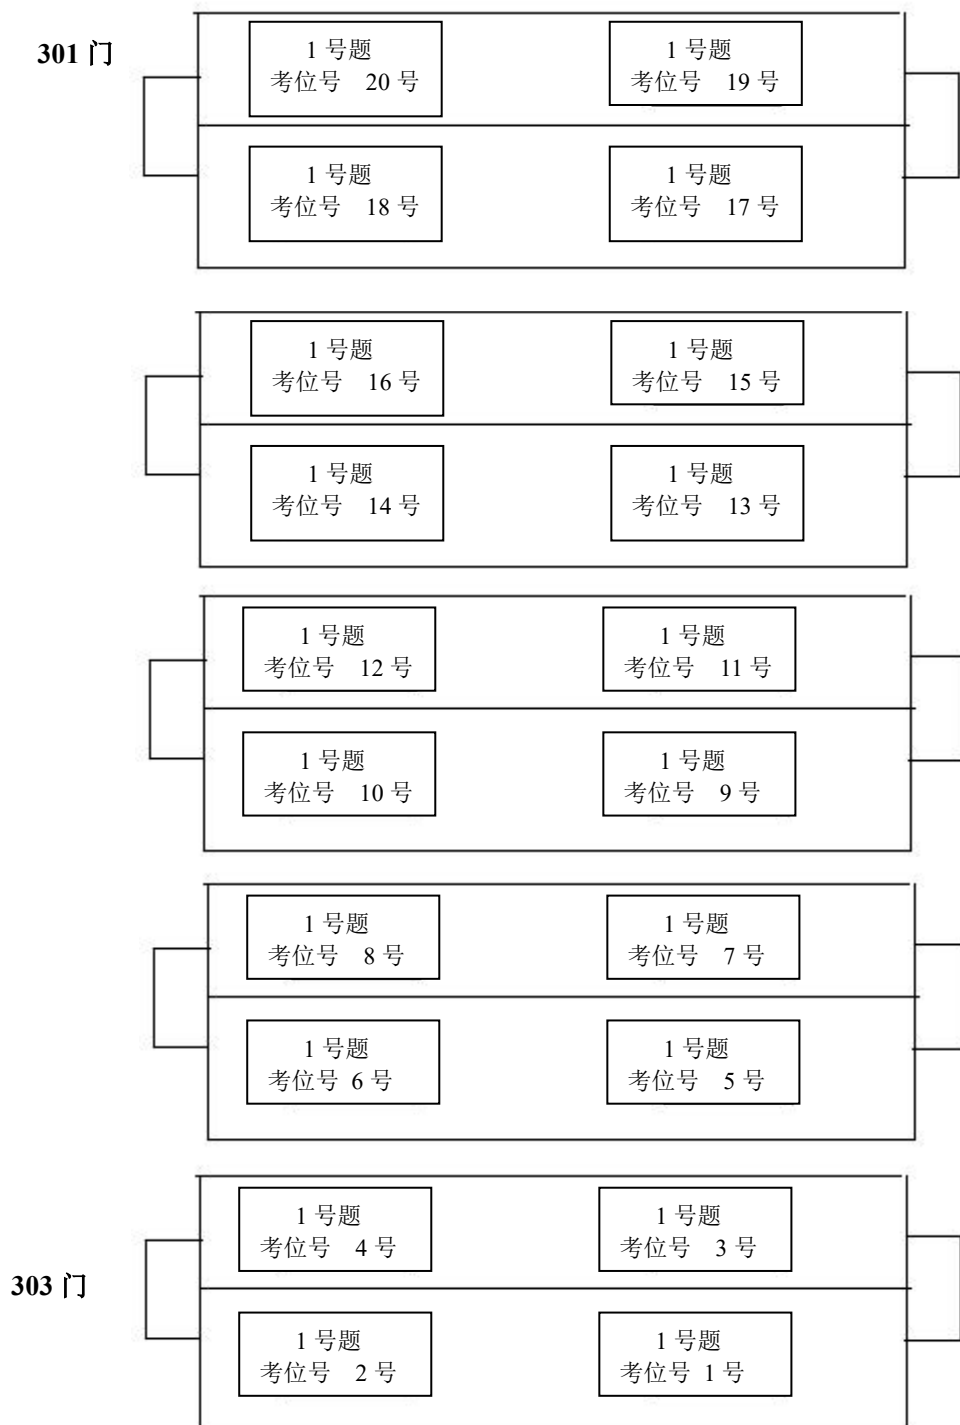 301 门
1 号题
考位号 20 号
1 号题
考位号 19 号
1 号题
考位号 18 号
1 号题
考位号 17 号
1 号题
考位号 16 号
1 号题
考位号 15 号
1 号题
考位号 14 号
1 号题
考位号 13 号
1 号题
考位号 12 号
1 号题
考位号 11 号
1 号题
考位号 10 号
1 号题
考位号 9 号
1 号题
考位号 8 号
1 号题
考位号 7 号
1 号题
考位号 6 号
1 号题
考位号 5 号
1 号题
考位号 4 号
1 号题
考位号 3 号
303 门
1 号题
考位号 2 号
1 号题
考位号 1 号